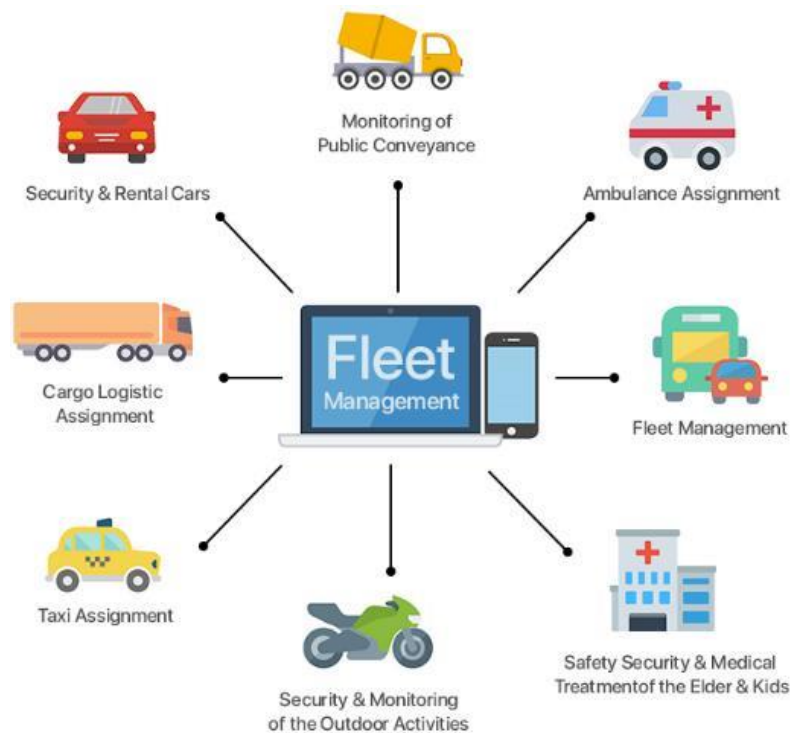 Monitoring of
Public Conveyance
Security & Rental Cars
Ambulance Assignment
Fleet
Management
Cargo Logistic
Assignment
Fleet Management
Taxi Assignment
Safety Security & Medical
Treatmentof the Elder & Kids
Security & Monitoring
of the Outdoor Activities